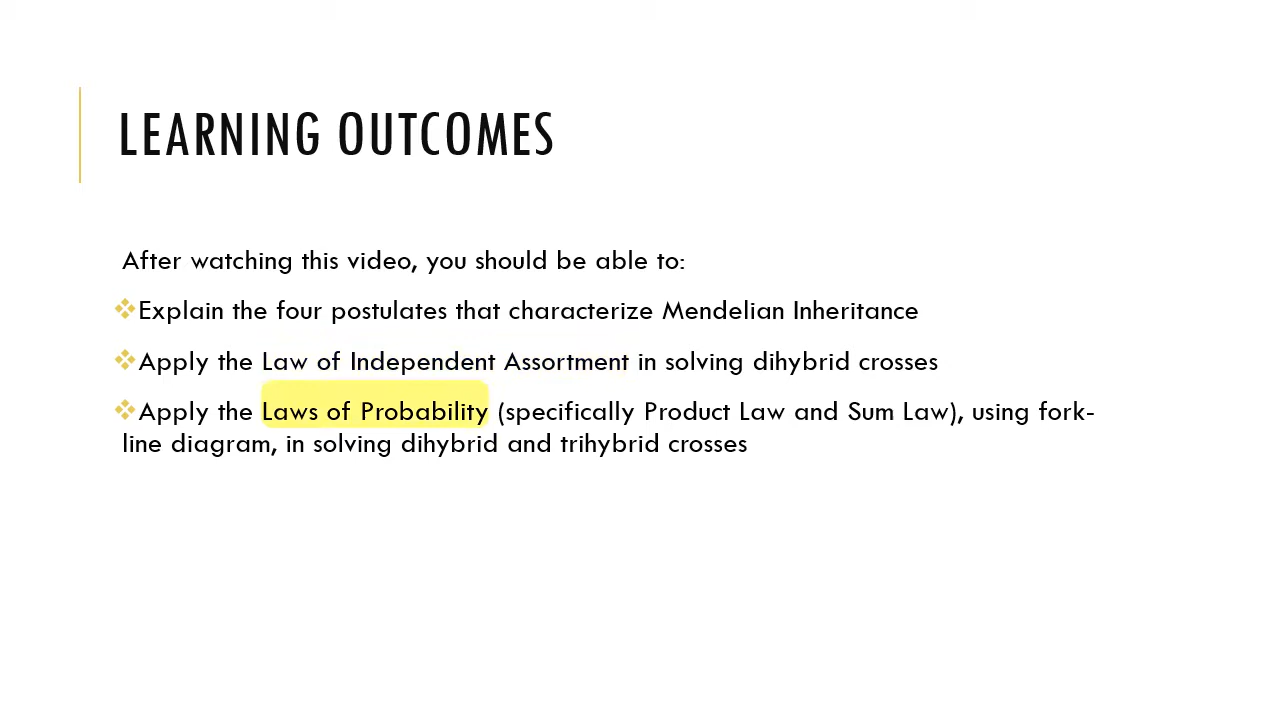 LEARNING OUTCOMES
After watching this video, you should be able to:
Explain the four postulates that characterize Mendelian Inheritance
Apply the Law of Independent Assortment in solving dihybrid crosses
Apply the Laws of Probability (specifically Product Law and Sum Law), using fork-
line diagram, in solving dihybrid and trihybrid crosses